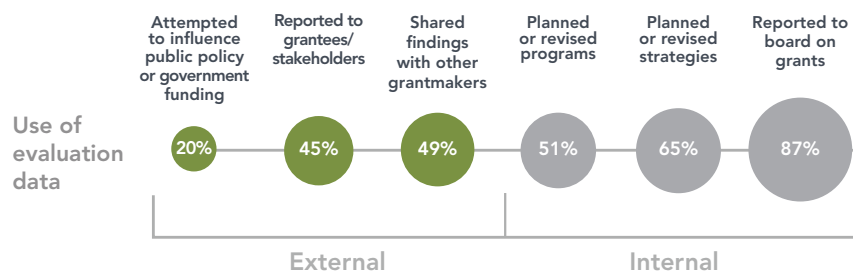 Attempted
to influence
public policy
or government
funding
Reported to
grantees/
stakeholders
Shared
findings
with other
grantmakers
Planned
or revised
programs
Planned
or revised
strategies
Reported to
board on
grants
Use of
evaluation
data
20%
45%
49%
51%
65%
87%
External
Internal